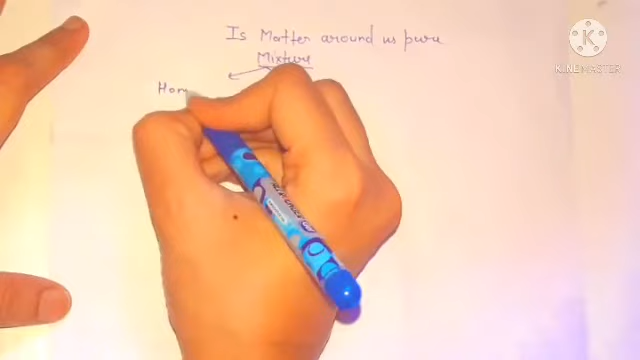 Is Matter around us pure
Mixture
Hom
K
KINEMASTER